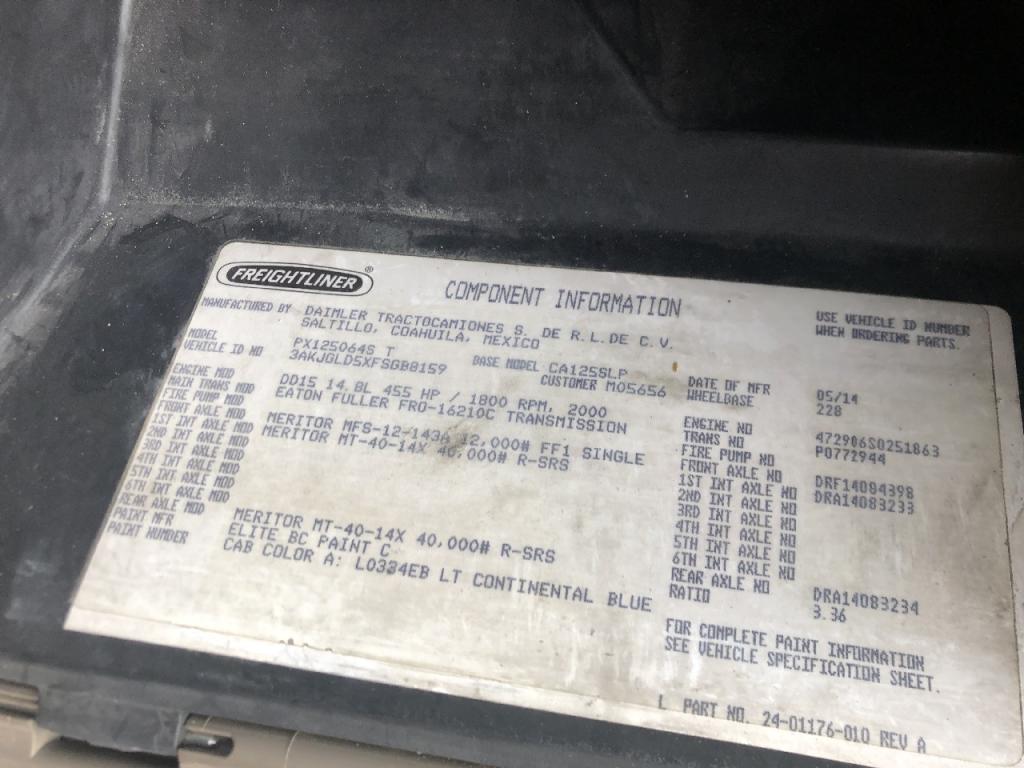 FREIGHTLINER®
COMPONENT INFORMATION
USE VEHICLE ID NUMBER
WHEN ORDERING PARTS.
MANUFACTURED BY DAIMLER TRACTOCAMIONES S. DE R.L.DE C.V.
SALTILLO, COAHUILA, MEXICO
MODEL PX125064S T BASE MODEL CA125SLP DATE OF MFR 05/14
VEHICLE ID NO 3AKJGLD5XFSGB8159 CUSTOMER MO5656 WHEELBASE 228
ENGINE MOD DD15 14.8L 455 HP / 1800 RPM, 2000 ENGINE NO 472906S0251863
MAIN TRANS MOD EATON FULLER FRO-16210C TRANSMISSION TRANS NO P0772944
FIRE PUMP MOD FIRE PUMP NO
FRONT AXLE MOD MERITOR MFS-12-143A 12,000# FF1 SINGLE FRONT AXLE NO DRF14084398
1ST INT AXLE MOD MERITOR MT-40-14X 40,000# R-SRS 1ST INT AXLE NO DRA14083233
2ND INT AXLE MOD 2ND INT AXLE NO
3RD INT AXLE MOD 3RD INT AXLE NO
4TH INT AXLE MOD 4TH INT AXLE NO
5TH INT AXLE MOD 5TH INT AXLE NO
6TH INT AXLE MOD 6TH INT AXLE NO
REAR AXLE MOD MERITOR MT-40-14X 40,000# R-SRS REAR AXLE NO DRA14083234
PAINT MFR ELITE BC PAINT C RATIO 3.36
PAINT NUMBER CAB COLOR A: L0334EB LT CONTINENTAL BLUE
FOR COMPLETE PAINT INFORMATION
SEE VEHICLE SPECIFICATION SHEET.
L PART NO. 24-01176-010 REV A